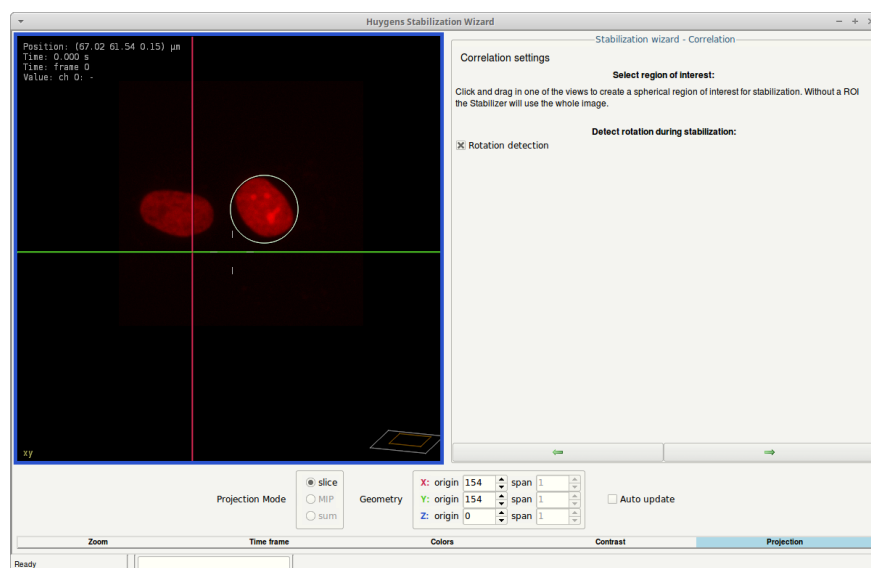 Huygens Stabilization Wizard
Position: (67.02 61.54 0.15) µm
Time: 0.000 s
Time: frame 0
Value: ch 0: -
xy
Stabilization wizard - Correlation
Correlation settings
Select region of interest:
Click and drag in one of the views to create a spherical region of interest for stabilization. Without a ROI
the Stabilizer will use the whole image.
Detect rotation during stabilization:
Rotation detection
Projection Mode
slice
MIP
sum
Geometry
X: origin 154 span 1
Y: origin 154 span 1
Z: origin 0 span 1
Auto update
Zoom Time frame Colors Contrast Projection
Ready